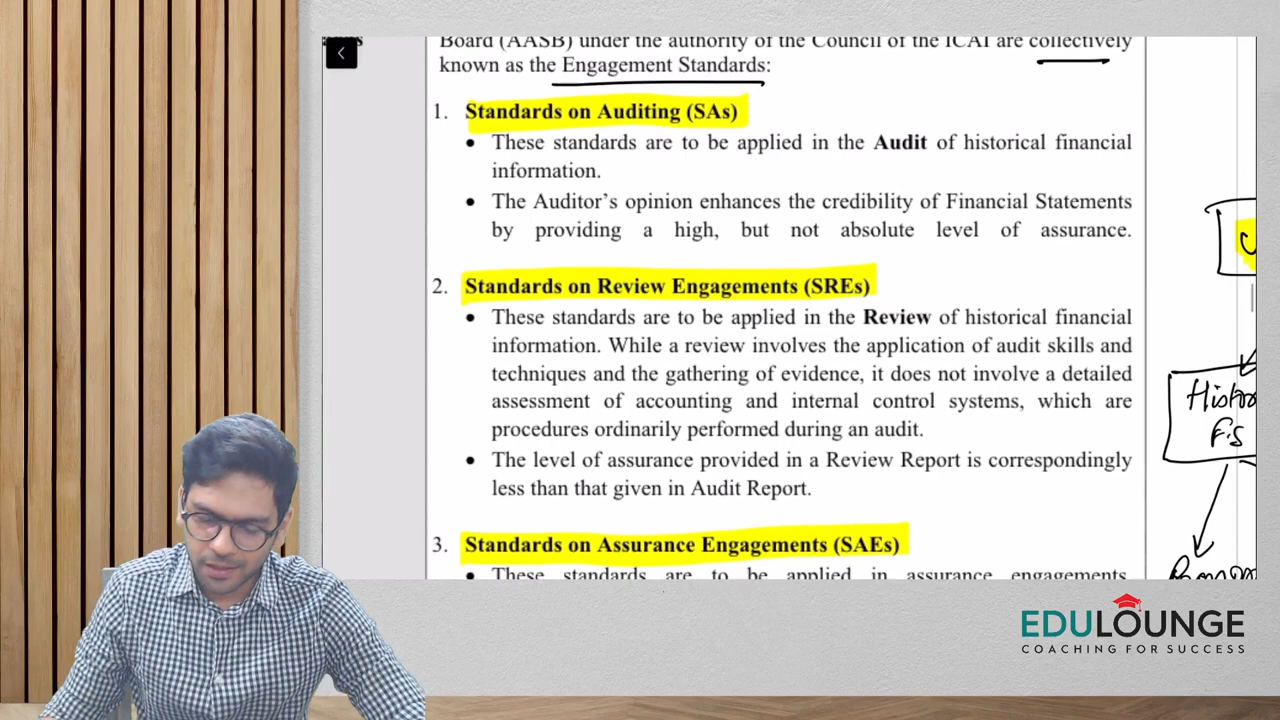 Board (AASB) under the authority of the Council of the ICAI are collectively
known as the Engagement Standards:
1. Standards on Auditing (SAs)
• These standards are to be applied in the Audit of historical financial
information.
• The Auditor's opinion enhances the credibility of Financial Statements
by providing a high, but not absolute level of assurance.
2. Standards on Review Engagements (SREs)
• These standards are to be applied in the Review of historical financial
information. While a review involves the application of audit skills and
techniques and the gathering of evidence, it does not involve a detailed
assessment of accounting and internal control systems, which are
procedures ordinarily performed during an audit.
• The level of assurance provided in a Review Report is correspondingly
less than that given in Audit Report.
3. Standards on Assurance Engagements (SAEs)
• These standards are to be applied in assurance engagements,
Histo
F.S
EDULOUNGE
COACHING FOR SUCCESS